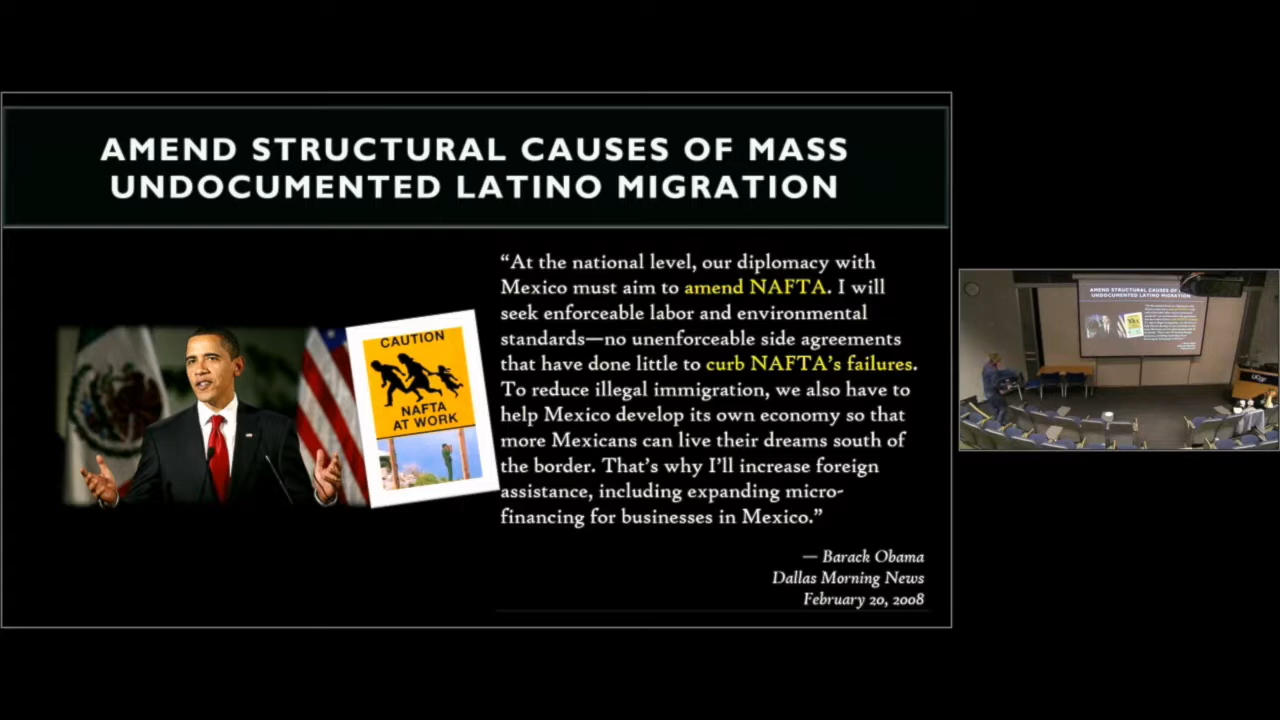 AMEND STRUCTURAL CAUSES OF MASS
UNDOCUMENTED LATINO MIGRATION
CAUTION
NAFTA
AT WORK
“At the national level, our diplomacy with
Mexico must aim to amend NAFTA. I will
seek enforceable labor and environmental
standards—no unenforceable side agreements
that have done little to curb NAFTA’s failures.
To reduce illegal immigration, we also have to
help Mexico develop its own economy so that
more Mexicans can live their dreams south of
the border. That’s why I’ll increase foreign
assistance, including expanding micro-
financing for businesses in Mexico.”
— Barack Obama
Dallas Morning News
February 20, 2008
AMEND STRUCTURAL CAUSES OF
UNDOCUMENTED LATINO MIGRATION